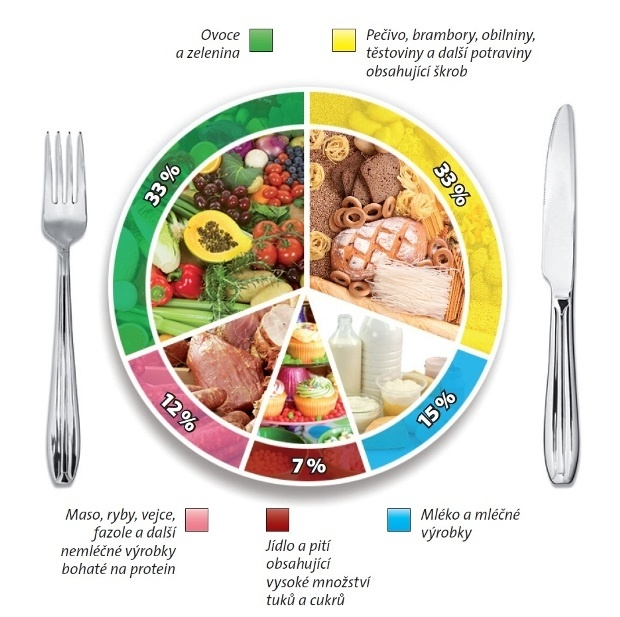 Ovoce
a zelenina
Pečivo, brambory, obilniny,
těstoviny a další potraviny
obsahující škrob
33 %
33 %
12 %
7 %
15 %
Maso, ryby, vejce,
fazole a další
nemléčné výrobky
bohaté na protein
Jídlo a pití
obsahující
vysoké množství
tuků a cukrů
Mléko a mléčné
výrobky